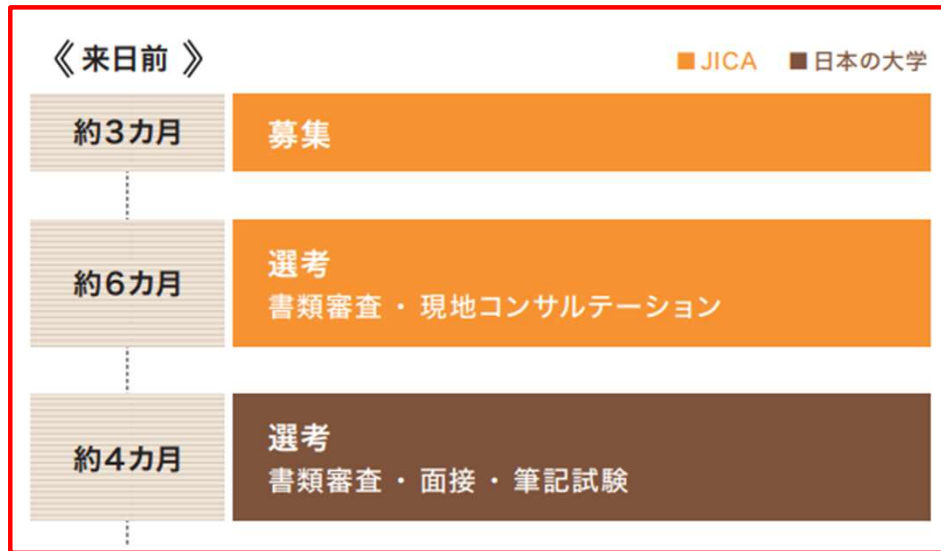 《 来日前 》
■JICA ■日本の大学
約3カ月
募集
約6カ月
選考
書類審査 ・ 現地コンサルテーション
約4カ月
選考
書類審査 ・ 面接 ・ 筆記試験